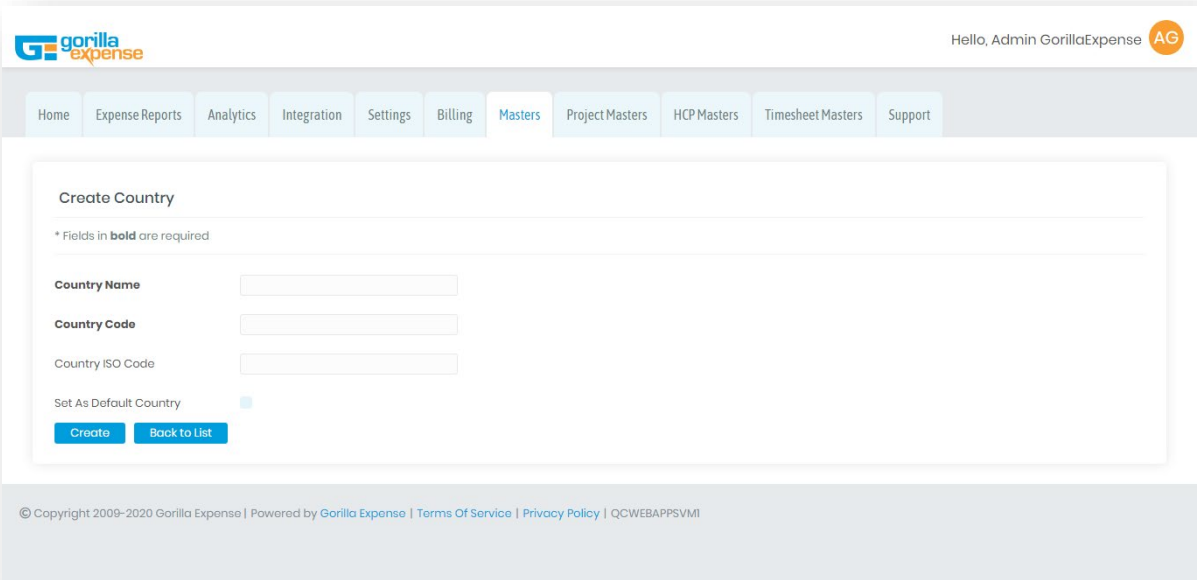 gorilla
expense
Hello, Admin GorillaExpense AG
Home Expense Reports Analytics Integration Settings Billing Masters Project Masters HCP Masters Timesheet Masters Support
Create Country
* Fields in bold are required
Country Name
Country Code
Country ISO Code
Set As Default Country
Create Back to List
© Copyright 2009-2020 Gorilla Expense | Powered by Gorilla Expense | Terms Of Service | Privacy Policy | QCWEBAPPSVM1